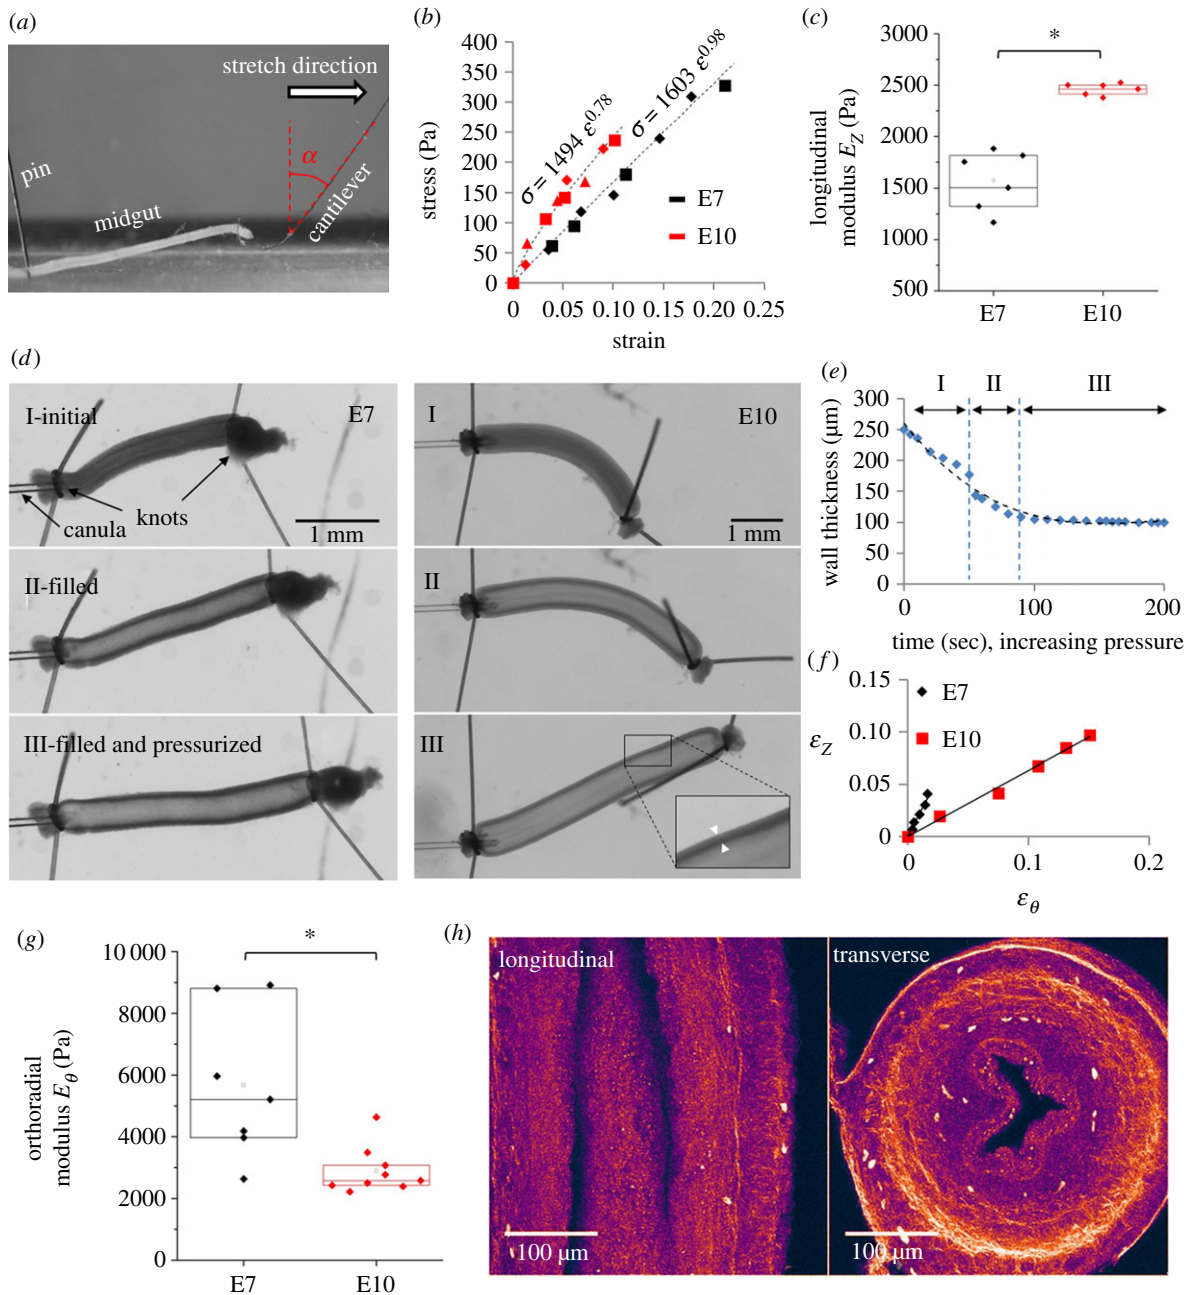 (a)
stretch direction
α
pin
midgut
cantilever
(b)
400
350
300
250
200
150
100
50
0
stress (Pa)
σ = 1494 ε^0.78
σ = 1603 ε^0.98
E7
E10
0 0.05 0.10 0.15 0.20 0.25
strain
(c)
3000
2500
2000
1500
1000
500
longitudinal
modulus E_Z (Pa)
*
E7 E10
(d)
I-initial
E7
knots
canula
1 mm
II-filled
III-filled and pressurized
I
E10
1 mm
II
III
(e)
I II III
300
250
200
150
100
50
0
wall thickness (µm)
0 100 200
time (sec), increasing pressure
(f)
0.15
0.10
0.05
0
ε_Z
E7
E10
0 0.1 0.2
ε_θ
(g)
10 000
8000
6000
4000
2000
0
orthoradial
modulus E_θ (Pa)
*
E7 E10
(h)
longitudinal
100 µm
transverse
100 µm